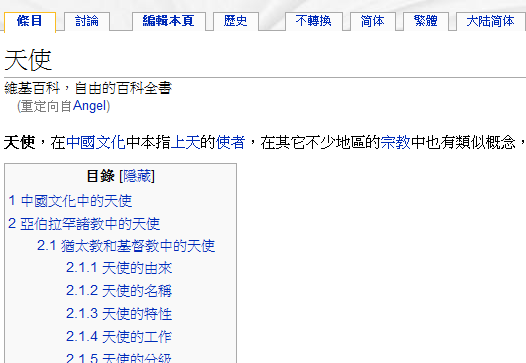 條目 討論 編輯本頁 歷史 不轉換 简体 繁體 大陆简体
天使
維基百科，自由的百科全書
(重定向自Angel)
天使，在中國文化中本指上天的使者，在其它不少地區的宗教中也有類似概念，
目錄 [隱藏]
1 中國文化中的天使
2 亞伯拉罕諸教中的天使
2.1 猶太教和基督教中的天使
2.1.1 天使的由來
2.1.2 天使的名稱
2.1.3 天使的特性
2.1.4 天使的工作
2.1.5 天使的分級